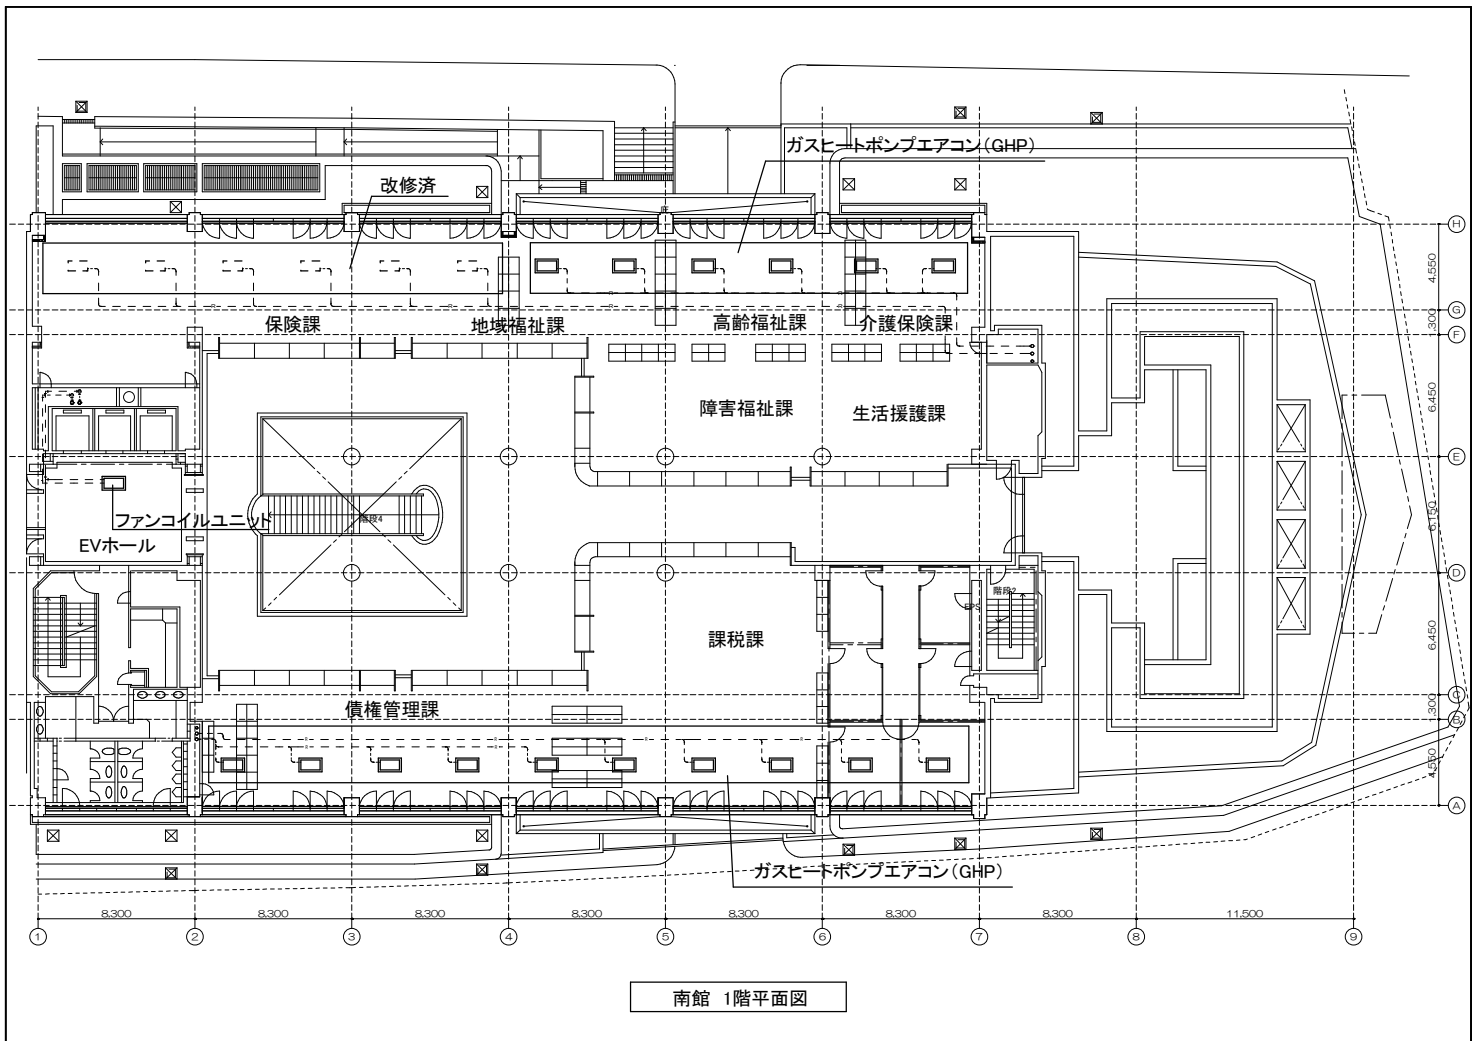 ガスヒートポンプエアコン(GHP)
改修済
庇
H
4,550
G
保険課
地域福祉課
高齢福祉課
介護保険課
1,300
F
6,450
障害福祉課
生活援護課
E
ファンコイルユニット
階段4
EVホール
6,150
D
階段2
EPS
課税課
6,450
C
債権管理課
1,300
B
4,550
A
ガスヒートポンプエアコン(GHP)
8,300
8,300
8,300
8,300
8,300
8,300
8,300
11,500
1
2
3
4
5
6
7
8
9
南館 1階平面図